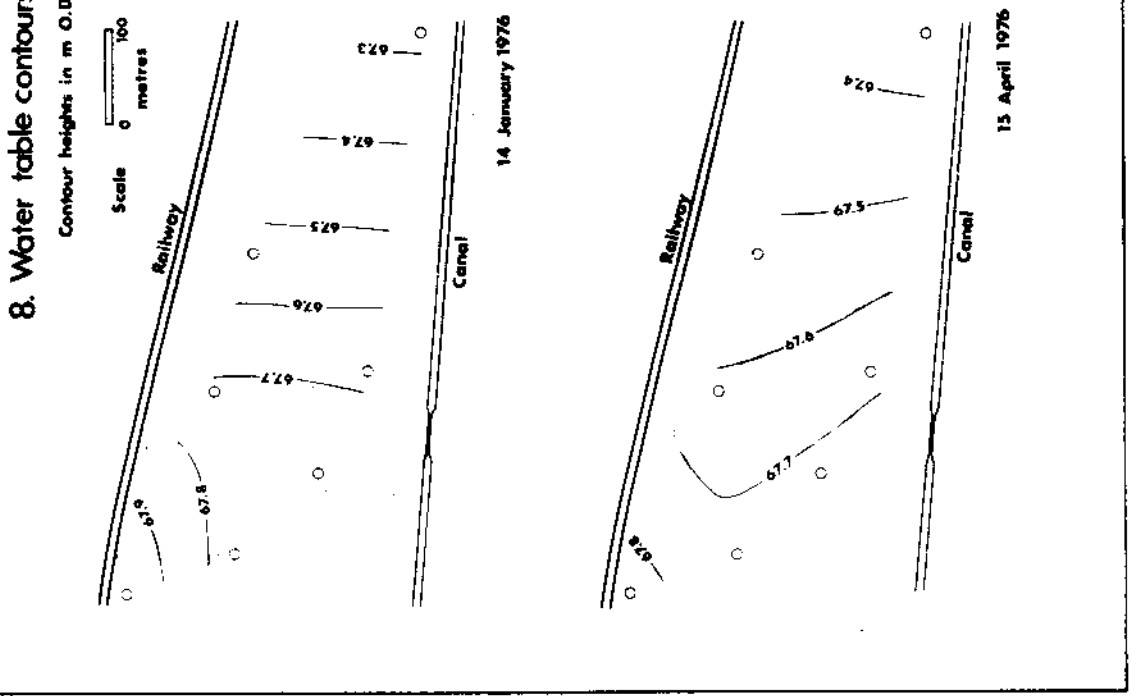 8. Water table contours
Contour heights in m O.D
Scale
0
100
metres
Railway
67.9
67.8
67.7
67.6
67.5
67.4
67.3
Canal
14 January 1976
Railway
67.8
67.7
67.6
67.5
67.4
Canal
15 April 1976